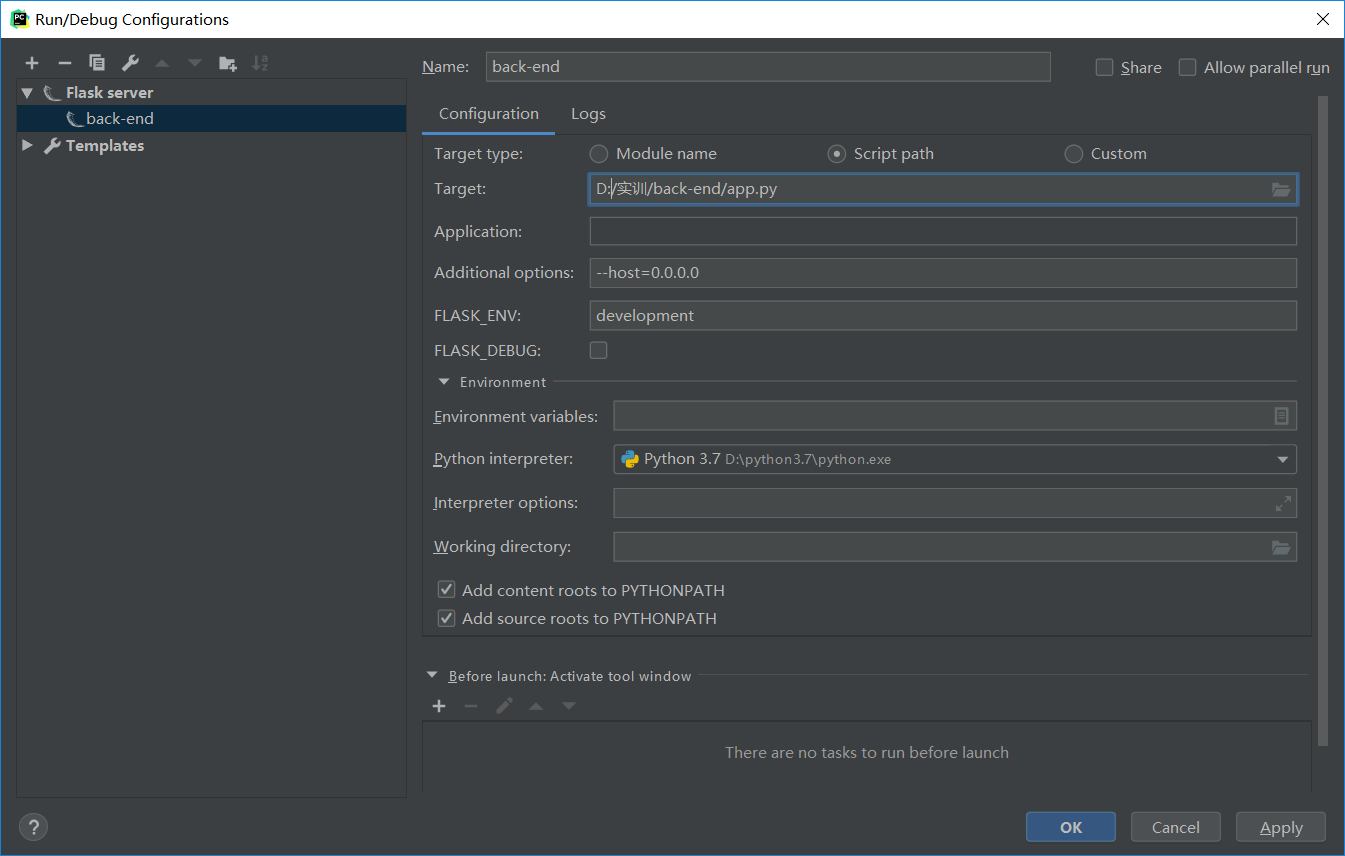 Run/Debug Configurations
Name: back-end
Share
Allow parallel run
Flask server
back-end
Templates
Configuration
Logs
Target type:
Module name
Script path
Custom
Target: D:/实训/back-end/app.py
Application:
Additional options: --host=0.0.0.0
FLASK_ENV: development
FLASK_DEBUG:
Environment
Environment variables:
Python interpreter: Python 3.7 D:\python3.7\python.exe
Interpreter options:
Working directory:
Add content roots to PYTHONPATH
Add source roots to PYTHONPATH
Before launch: Activate tool window
There are no tasks to run before launch
?
OK
Cancel
Apply